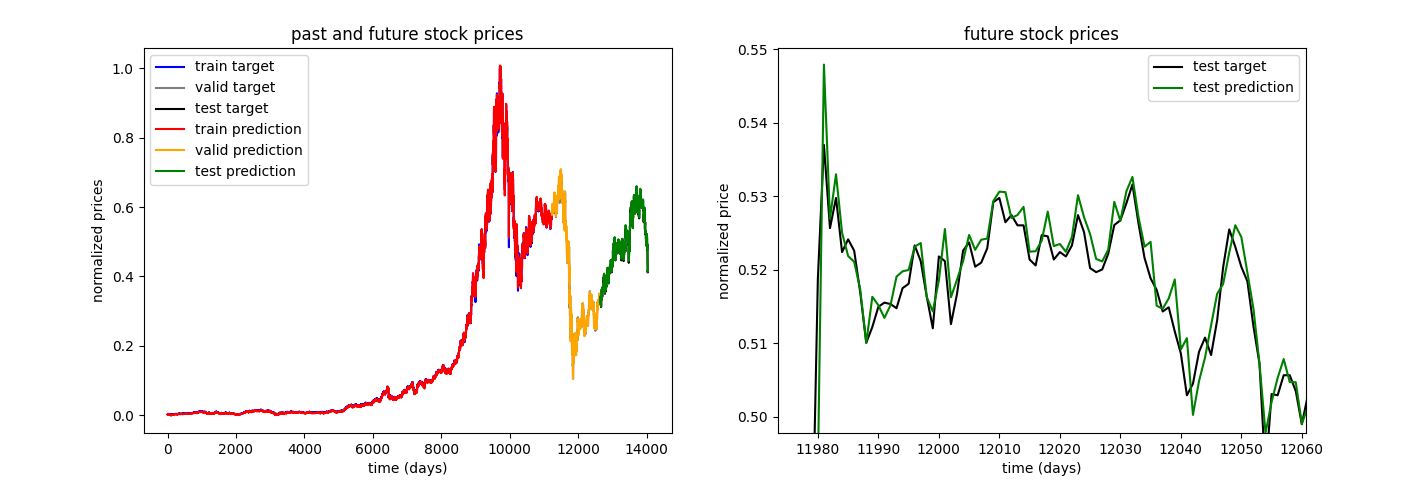 past and future stock prices
train target
valid target
test target
train prediction
valid prediction
test prediction
1.0
0.8
0.6
0.4
0.2
0.0
normalized prices
0 2000 4000 6000 8000 10000 12000 14000
time (days)
future stock prices
test target
test prediction
0.55
0.54
0.53
0.52
0.51
0.50
normalized price
11980 11990 12000 12010 12020 12030 12040 12050 12060
time (days)